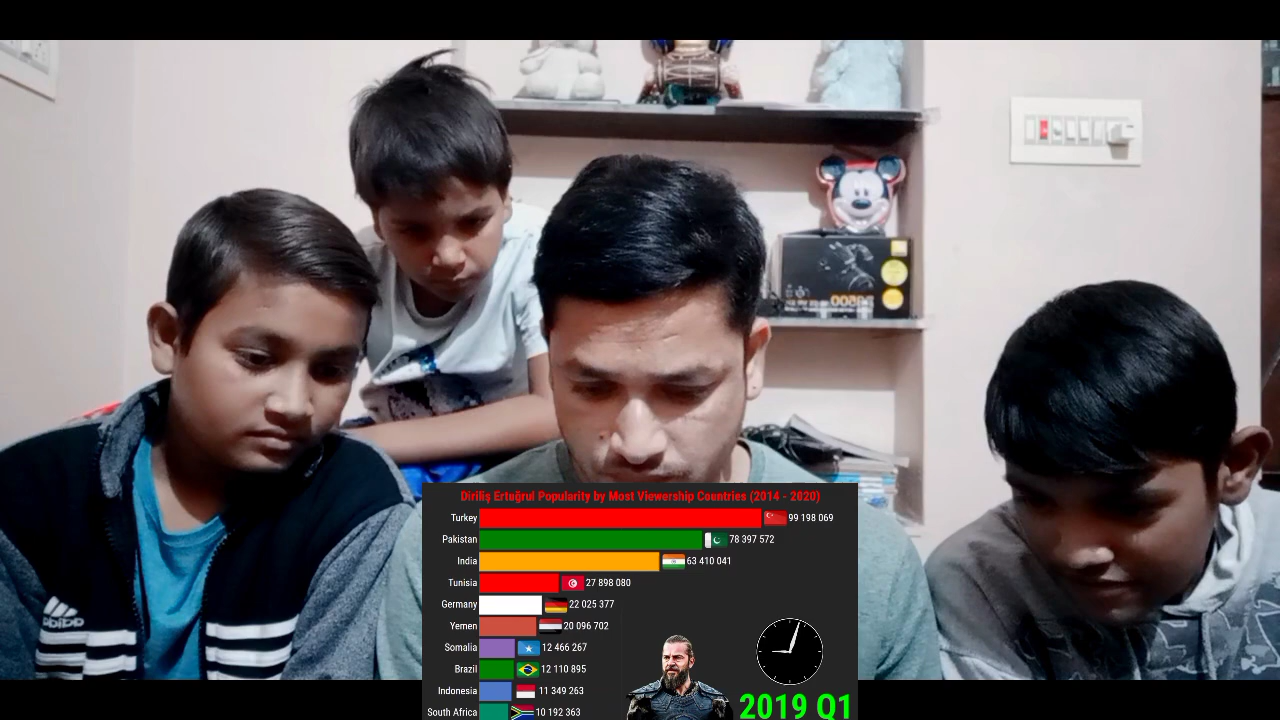 Diriliş Ertuğrul Popularity by Most Viewership Countries (2014 - 2020)
Turkey 99 198 069
Pakistan 78 397 572
India 63 410 041
Tunisia 27 898 080
Germany 22 025 377
Yemen 20 096 702
Somalia 12 466 267
Brazil 12 110 895
Indonesia 11 349 263
South Africa 10 192 363
2019 Q1